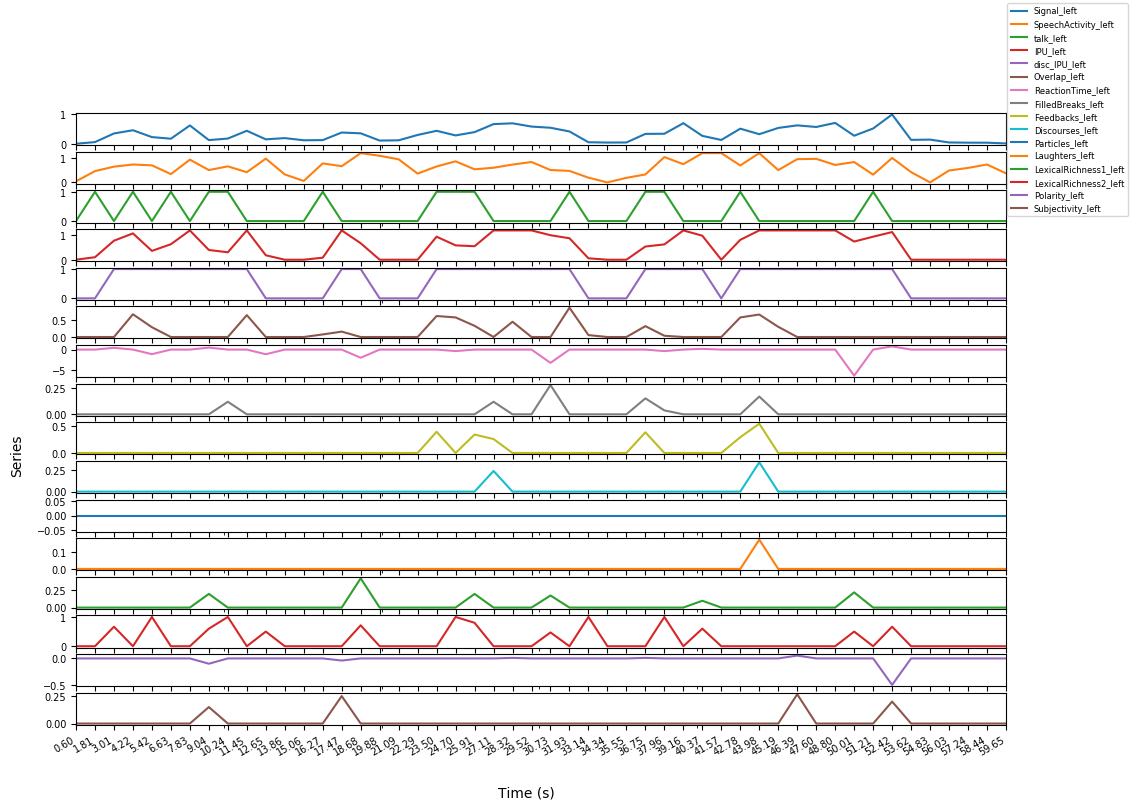 Signal_left
SpeechActivity_left
talk_left
IPU_left
disc_IPU_left
Overlap_left
ReactionTime_left
FilledBreaks_left
Feedbacks_left
Discourses_left
Particles_left
Laughters_left
LexicalRichness1_left
LexicalRichness2_left
Polarity_left
Subjectivity_left
1
0
1
0
1
0
1
0
1
0
0.5
0.0
0
−5
0.25
0.00
0.5
0.0
0.25
0.00
0.05
0.00
−0.05
0.1
0.0
0.25
0.00
1
0
0.0
−0.5
0.25
0.00
Series
0.60 1.81 3.01 4.22 5.42 6.63 7.83 9.04 10.24 11.45 12.65 13.86 15.06 16.27 17.47 18.68 19.88 21.09 22.29 23.50 24.70 25.91 27.11 28.32 29.52 30.73 31.93 33.14 34.34 35.55 36.75 37.96 39.16 40.37 41.57 42.78 43.98 45.19 46.39 47.60 48.80 50.01 51.21 52.42 53.62 54.83 56.03 57.24 58.44 59.65
Time (s)